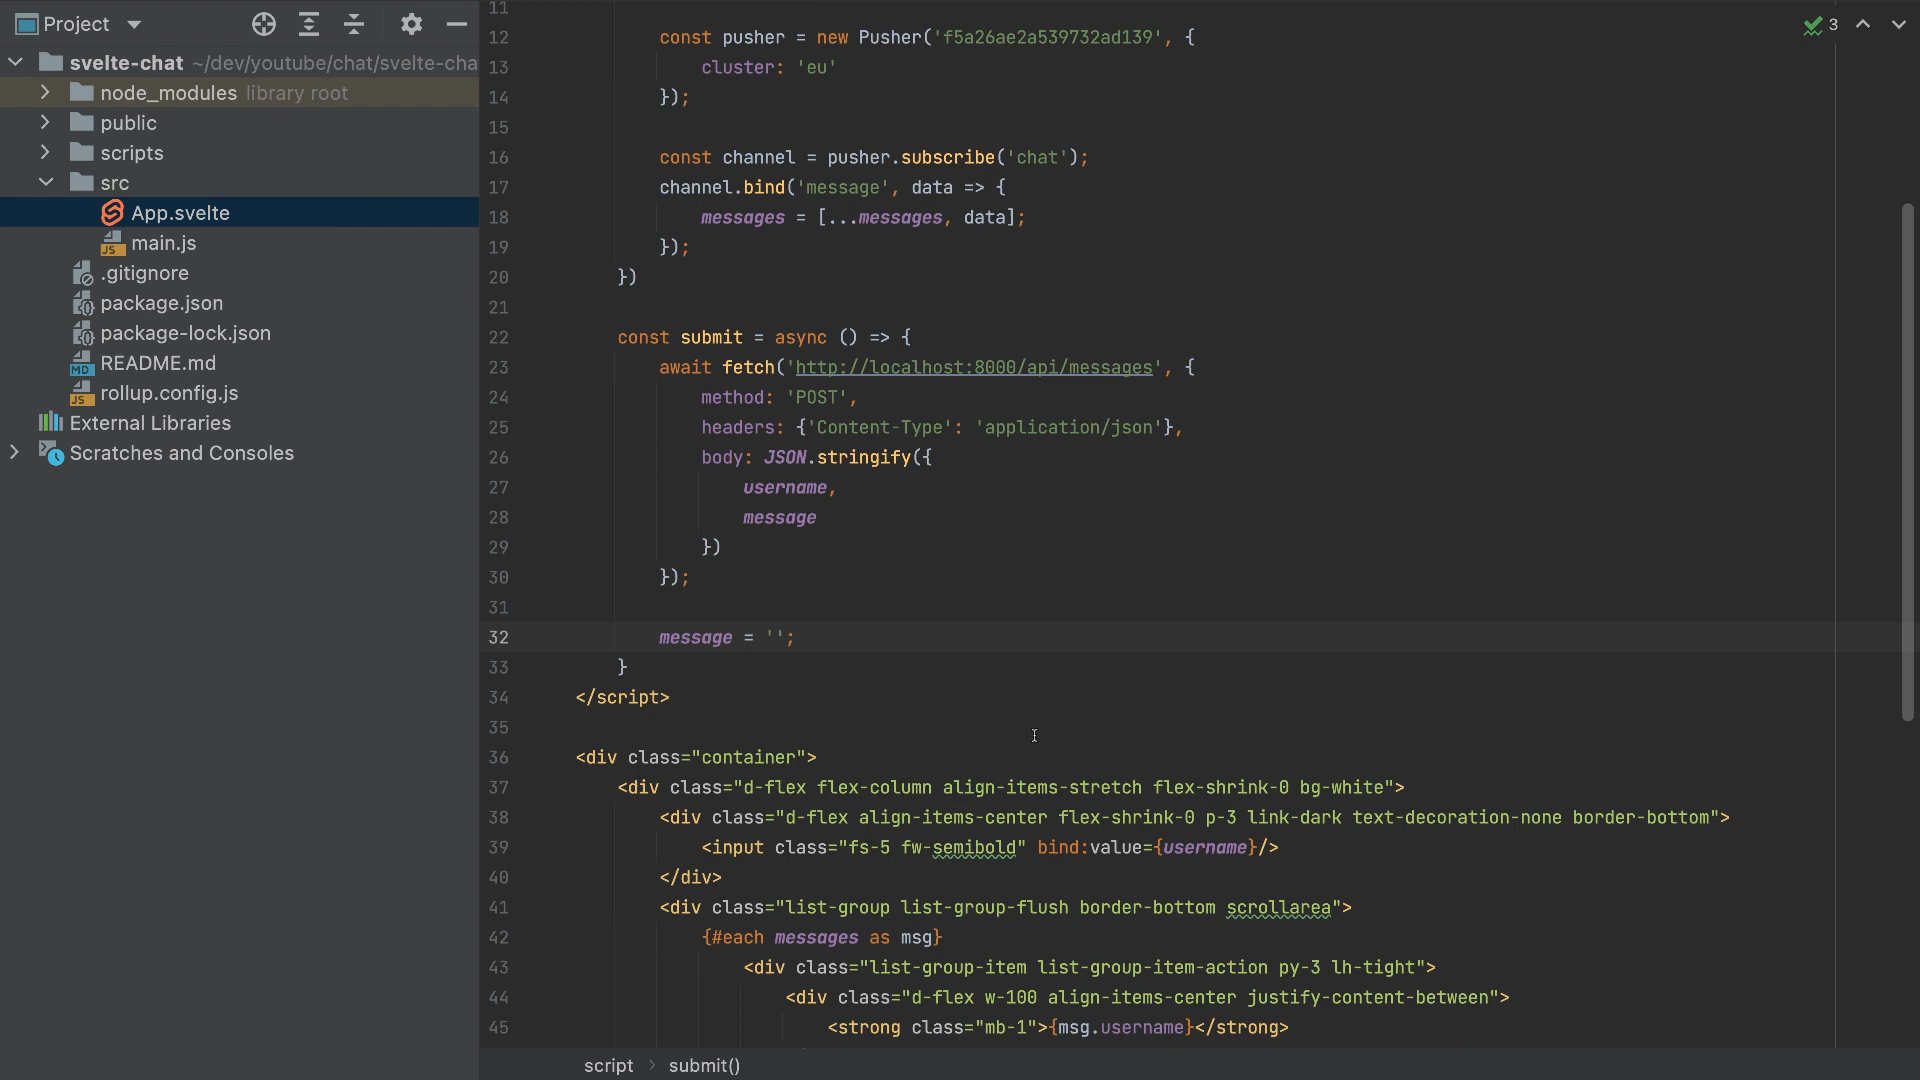 Project
svelte-chat ~/dev/youtube/chat/svelte-cha
node_modules library root
public
scripts
src
App.svelte
main.js
.gitignore
package.json
package-lock.json
README.md
rollup.config.js
External Libraries
Scratches and Consoles
3
11
12 const pusher = new Pusher('f5a26ae2a539732ad139', {
13 cluster: 'eu'
14 });
15
16 const channel = pusher.subscribe('chat');
17 channel.bind('message', data => {
18 messages = [...messages, data];
19 });
20 })
21
22 const submit = async () => {
23 await fetch('http://localhost:8000/api/messages', {
24 method: 'POST',
25 headers: {'Content-Type': 'application/json'},
26 body: JSON.stringify({
27 username,
28 message
29 })
30 });
31
32 message = '';
33 }
34 </script>
35
36 <div class="container">
37 <div class="d-flex flex-column align-items-stretch flex-shrink-0 bg-white">
38 <div class="d-flex align-items-center flex-shrink-0 p-3 link-dark text-decoration-none border-bottom">
39 <input class="fs-5 fw-semibold" bind:value={username}/>
40 </div>
41 <div class="list-group list-group-flush border-bottom scrollarea">
42 {#each messages as msg}
43 <div class="list-group-item list-group-item-action py-3 lh-tight">
44 <div class="d-flex w-100 align-items-center justify-content-between">
45 <strong class="mb-1">{msg.username}</strong>
script > submit()